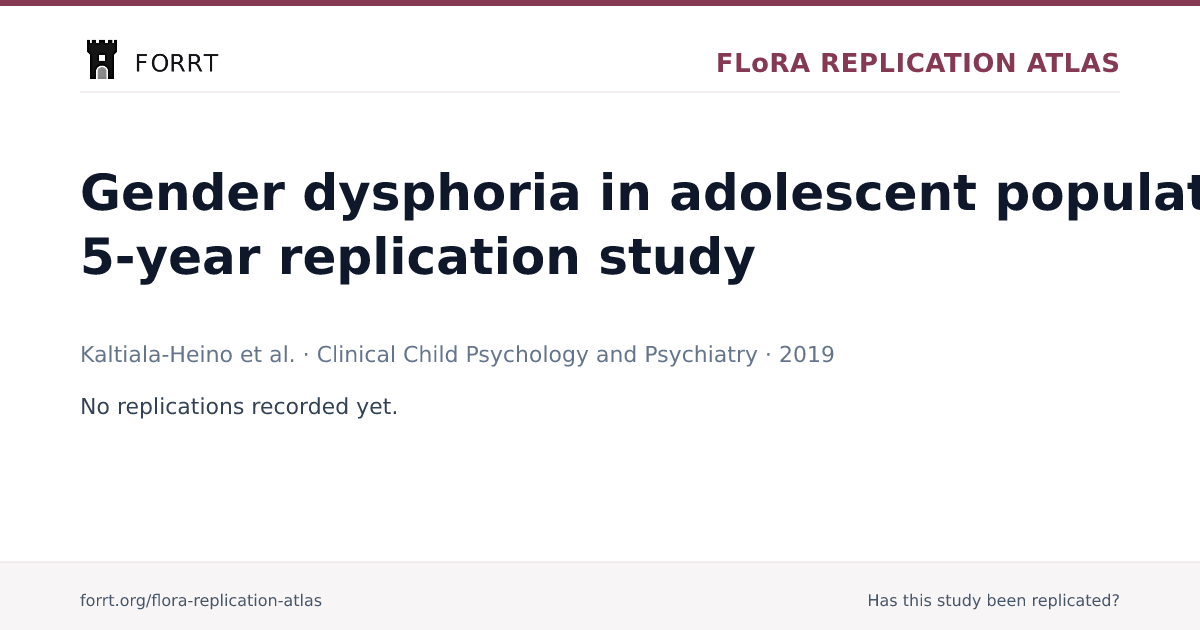 FORRT
FLoRA REPLICATION ATLAS
Gender dysphoria in adolescent populat
5-year replication study
Kaltiala-Heino et al. · Clinical Child Psychology and Psychiatry · 2019
No replications recorded yet.
forrt.org/flora-replication-atlas
Has this study been replicated?